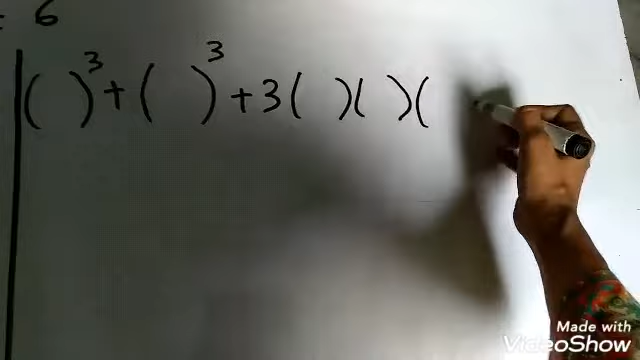 = 6
( )³ + ( )³ + 3 ( ) ( ) (
Made with
VideoShow